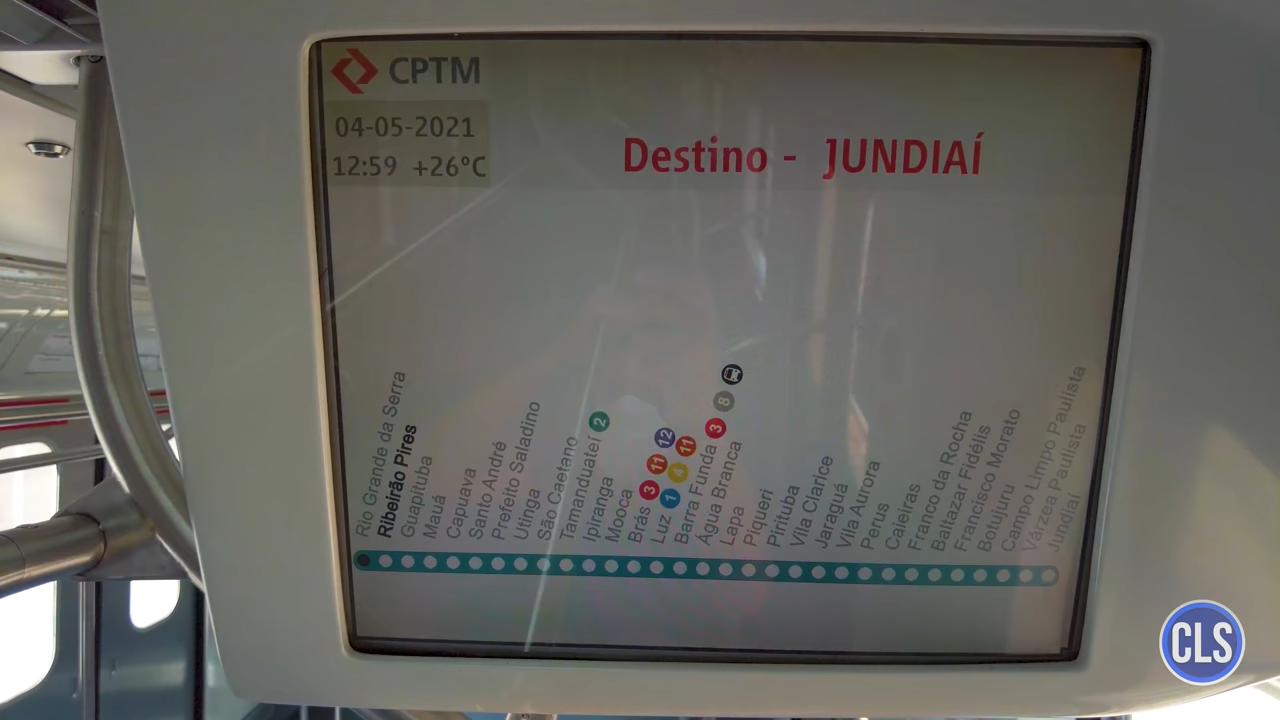 CPTM
04-05-2021
12:59 +26°C
Destino - JUNDIAÍ
Rio Grande da Serra
Ribeirão Pires
Guapituba
Mauá
Capuava
Santo André
Prefeito Saladino
Utinga
São Caetano
Tamanduateí 2
Ipiranga
Mooca
Brás 3 11 12
Luz 1 4 11
Barra Funda 3 8
Água Branca
Lapa
Piqueri
Pirituba
Vila Clarice
Jaraguá
Vila Aurora
Perus
Caieiras
Franco da Rocha
Baltazar Fidélis
Francisco Morato
Botujuru
Campo Limpo Paulista
Várzea Paulista
Jundiaí
CLS